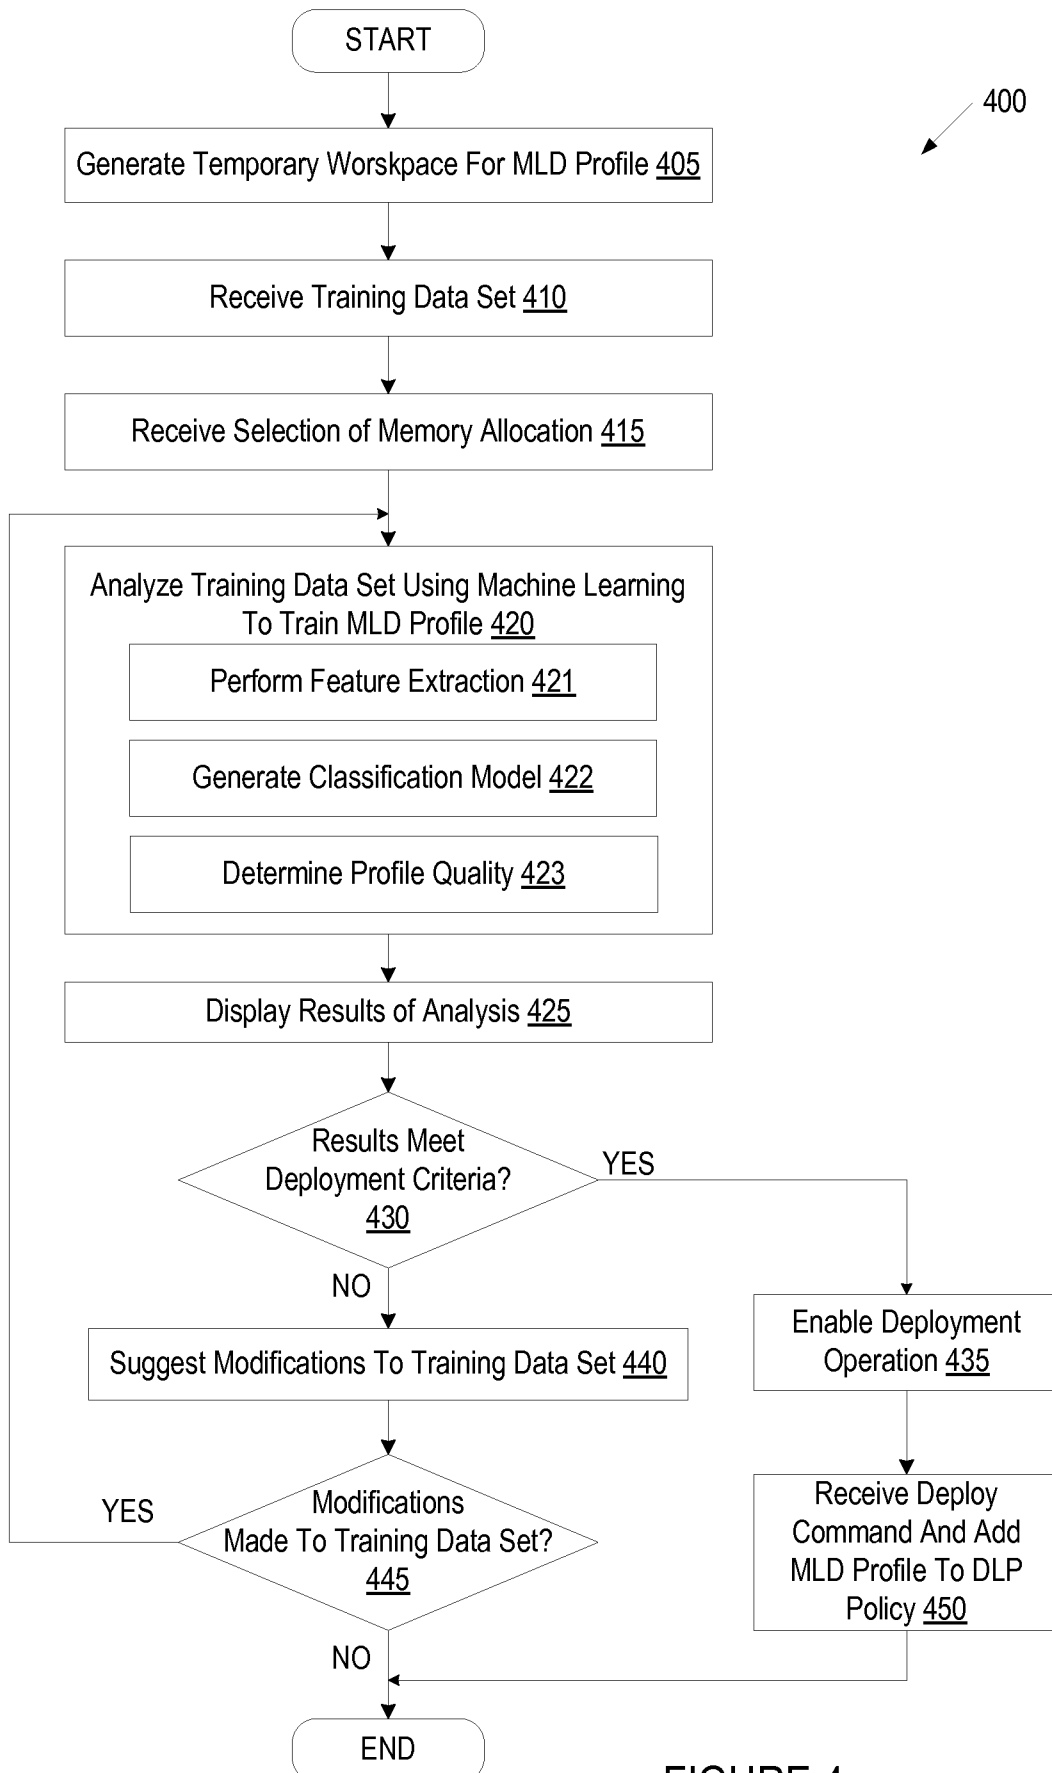 START
400
Generate Temporary Worskpace For MLD Profile 405
Receive Training Data Set 410
Receive Selection of Memory Allocation 415
Analyze Training Data Set Using Machine Learning
To Train MLD Profile 420
Perform Feature Extraction 421
Generate Classification Model 422
Determine Profile Quality 423
Display Results of Analysis 425
Results Meet
Deployment Criteria?
430
YES
NO
Enable Deployment
Operation 435
Suggest Modifications To Training Data Set 440
YES
Modifications
Made To Training Data Set?
445
Receive Deploy
Command And Add
MLD Profile To DLP
Policy 450
NO
END
FIGURE 4